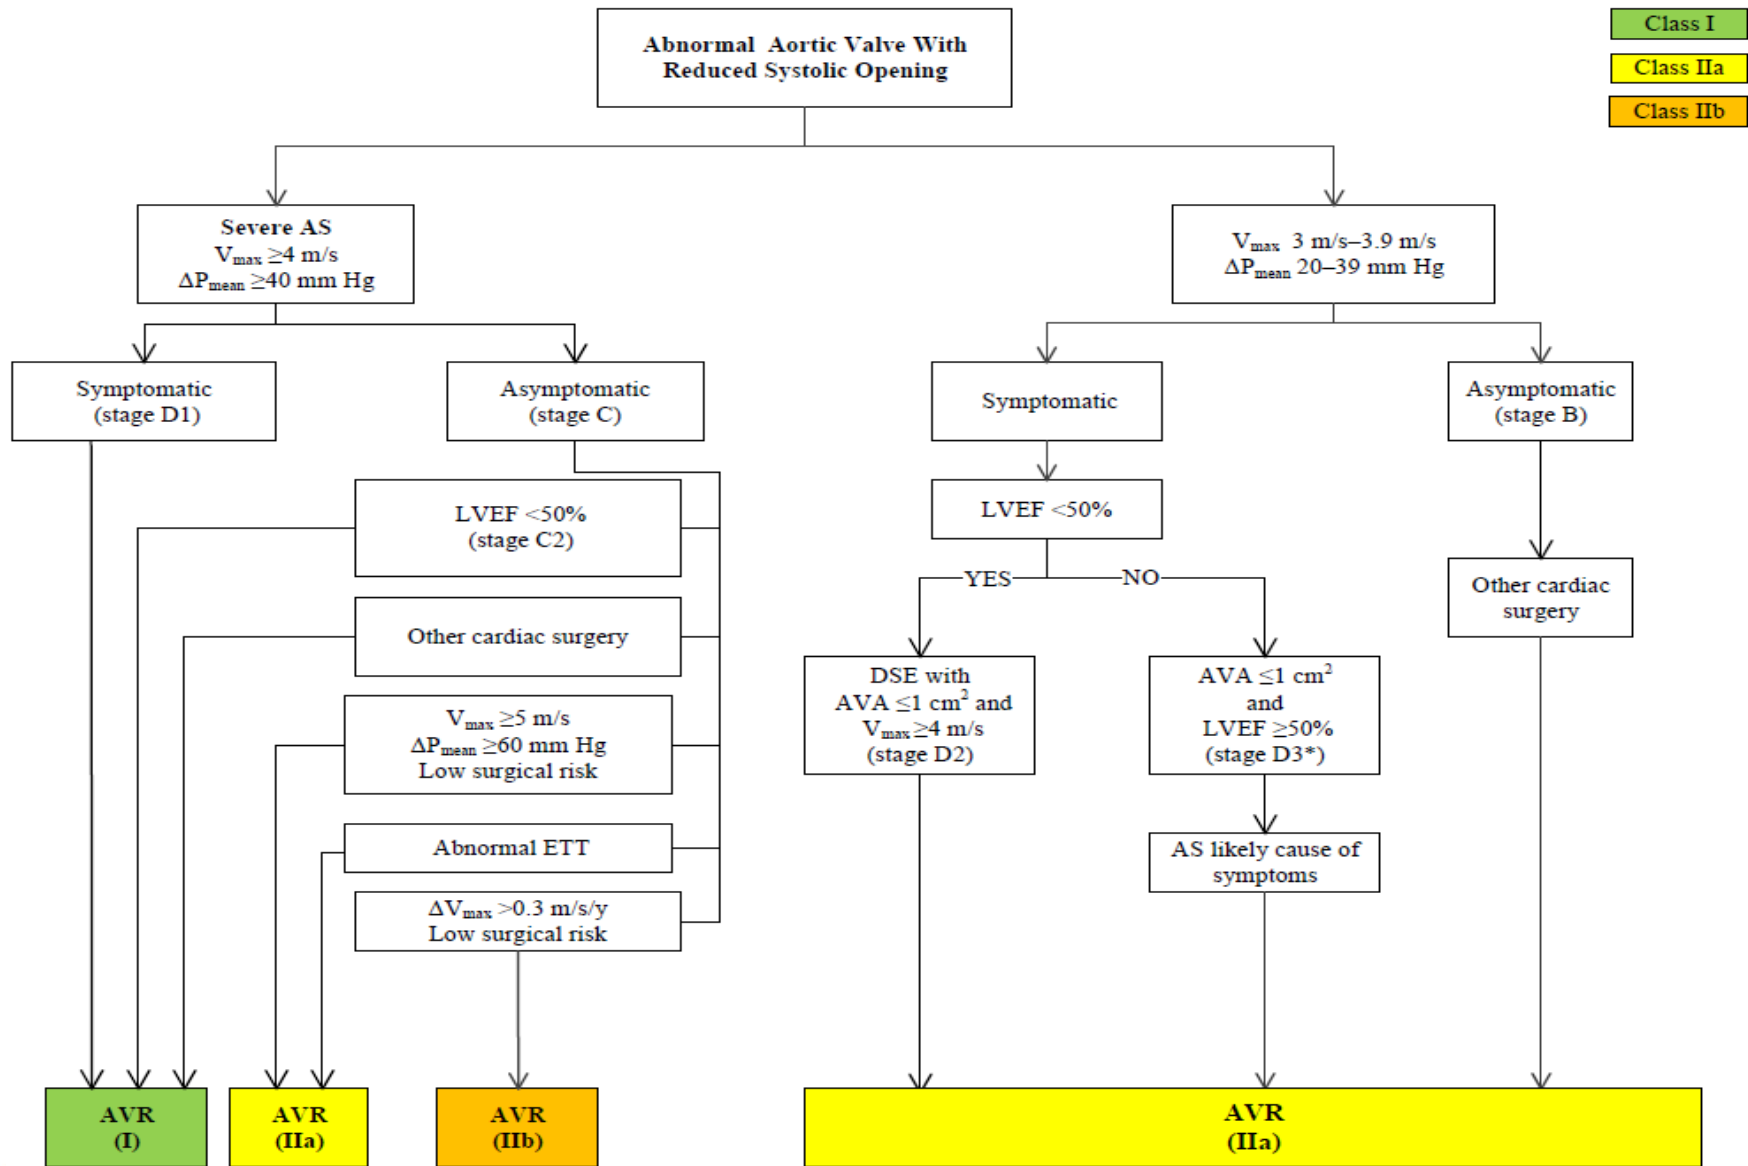 Abnormal Aortic Valve With
Reduced Systolic Opening
Class I
Class IIa
Class IIb
Severe AS
Vmax ≥4 m/s
ΔPmean ≥40 mm Hg
Vmax 3 m/s–3.9 m/s
ΔPmean 20–39 mm Hg
Symptomatic
(stage D1)
Asymptomatic
(stage C)
Symptomatic
Asymptomatic
(stage B)
LVEF <50%
(stage C2)
LVEF <50%
YES
NO
Other cardiac surgery
Other cardiac
surgery
Vmax ≥5 m/s
ΔPmean ≥60 mm Hg
Low surgical risk
DSE with
AVA ≤1 cm² and
Vmax ≥4 m/s
(stage D2)
AVA ≤1 cm²
and
LVEF ≥50%
(stage D3*)
Abnormal ETT
AS likely cause of
symptoms
ΔVmax >0.3 m/s/y
Low surgical risk
AVR
(I)
AVR
(IIa)
AVR
(IIb)
AVR
(IIa)